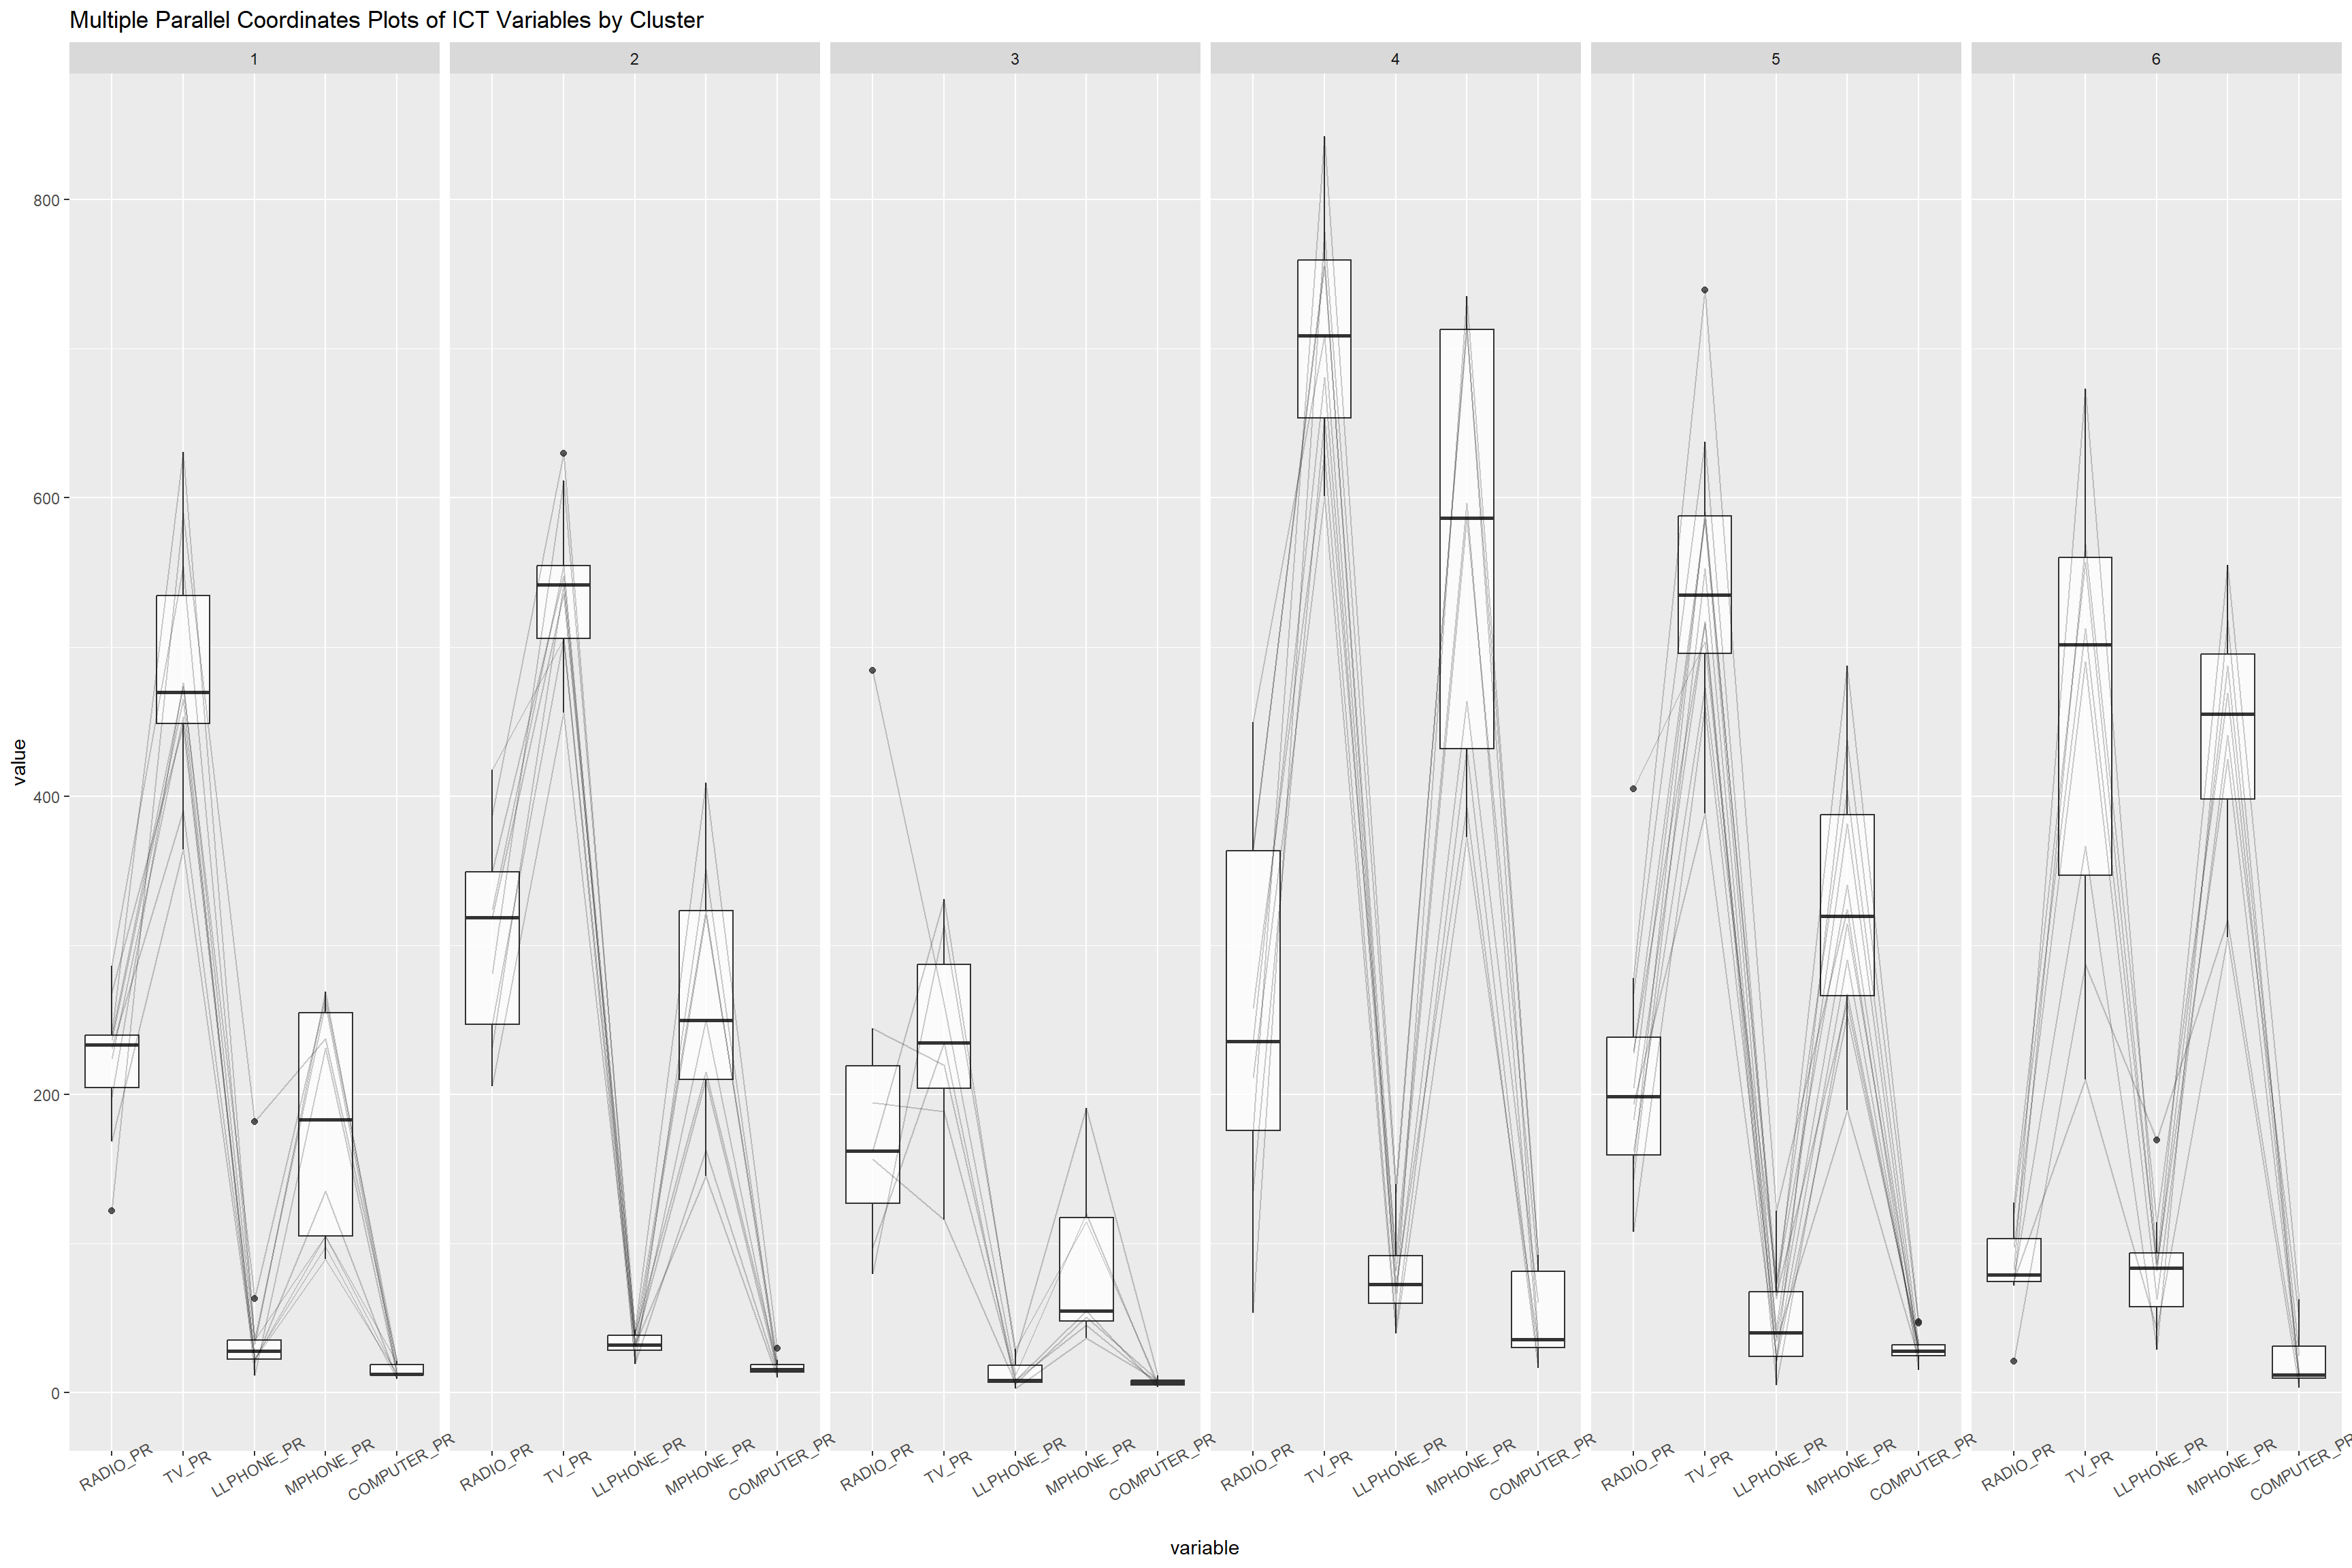 Multiple Parallel Coordinates Plots of ICT Variables by Cluster
1 2 3 4 5 6
800
600
400
200
0
value
RADIO_PR TV_PR LLPHONE_PR MPHONE_PR COMPUTER_PR RADIO_PR TV_PR LLPHONE_PR MPHONE_PR COMPUTER_PR RADIO_PR TV_PR LLPHONE_PR MPHONE_PR COMPUTER_PR RADIO_PR TV_PR LLPHONE_PR MPHONE_PR COMPUTER_PR RADIO_PR TV_PR LLPHONE_PR MPHONE_PR COMPUTER_PR RADIO_PR TV_PR LLPHONE_PR MPHONE_PR COMPUTER_PR
variable